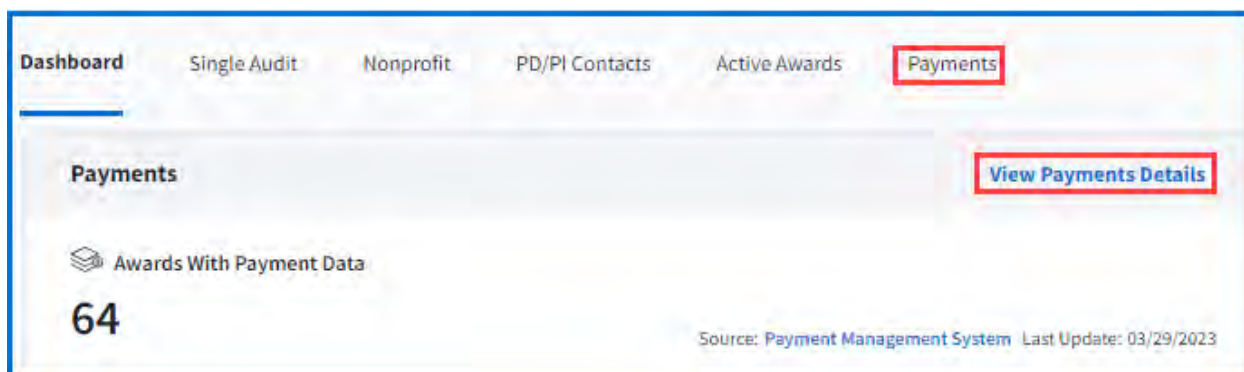 Dashboard Single Audit Nonprofit PD/PI Contacts Active Awards Payments
Payments View Payments Details
Awards With Payment Data
64
Source: Payment Management System Last Update: 03/29/2023